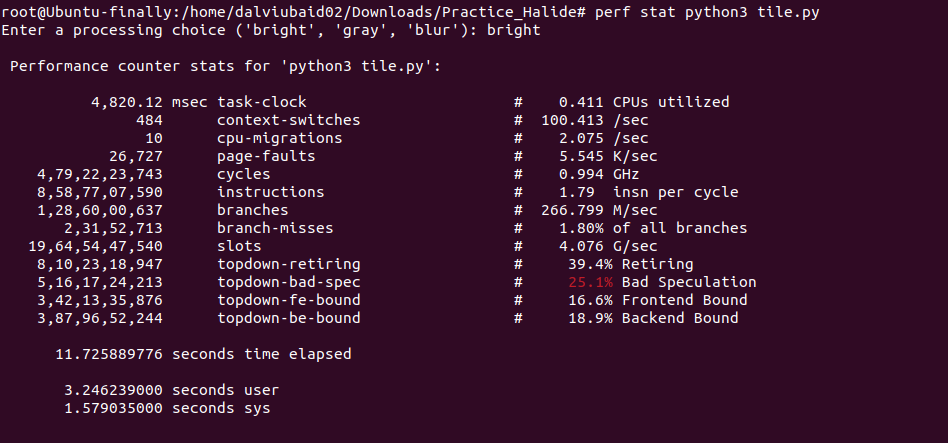 root@Ubuntu-finally:/home/dalviubaid02/Downloads/Practice_Halide# perf stat python3 tile.py
Enter a processing choice ('bright', 'gray', 'blur'): bright
Performance counter stats for 'python3 tile.py':
4,820.12 msec task-clock # 0.411 CPUs utilized
484 context-switches # 100.413 /sec
10 cpu-migrations # 2.075 /sec
26,727 page-faults # 5.545 K/sec
4,79,22,23,743 cycles # 0.994 GHz
8,58,77,07,590 instructions # 1.79 insn per cycle
1,28,60,00,637 branches # 266.799 M/sec
2,31,52,713 branch-misses # 1.80% of all branches
19,64,54,47,540 slots # 4.076 G/sec
8,10,23,18,947 topdown-retiring # 39.4% Retiring
5,16,17,24,213 topdown-bad-spec # 25.1% Bad Speculation
3,42,13,35,876 topdown-fe-bound # 16.6% Frontend Bound
3,87,96,52,244 topdown-be-bound # 18.9% Backend Bound
11.725889776 seconds time elapsed
3.246239000 seconds user
1.579035000 seconds sys